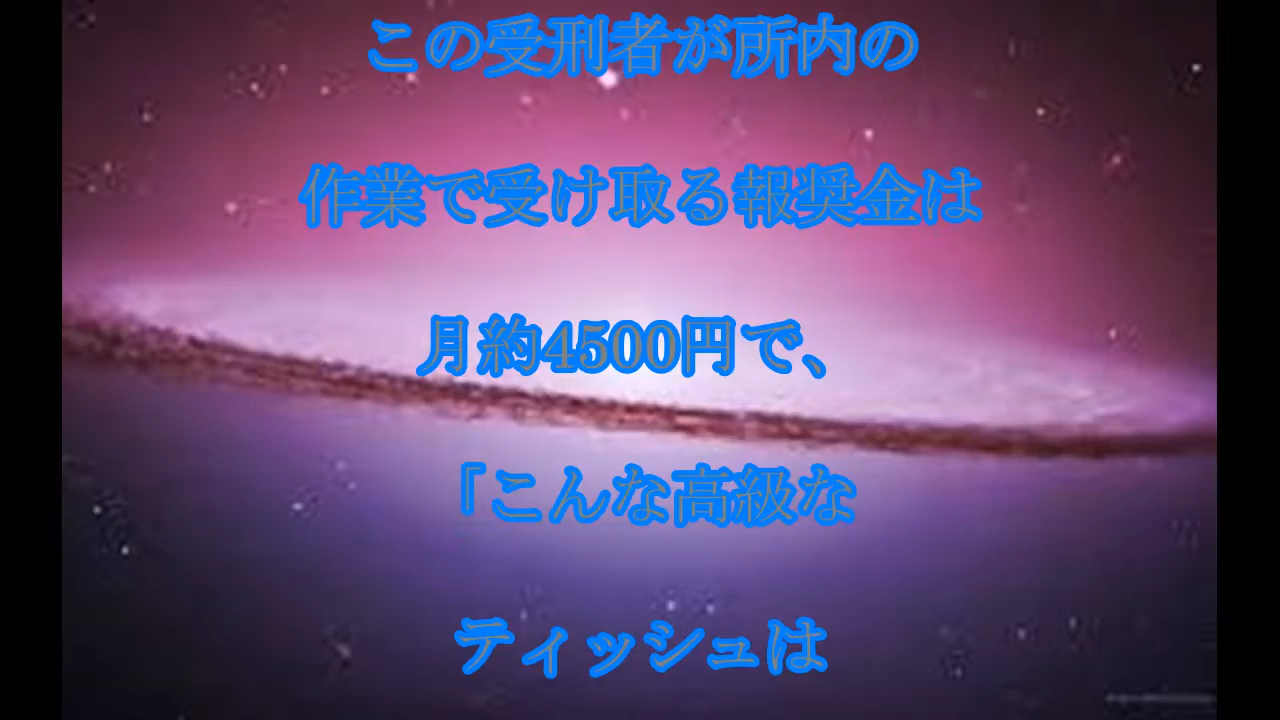 この受刑者が所内の
作業で受け取る報奨金は
月約4500円で、
「こんな高級な
ティッシュは